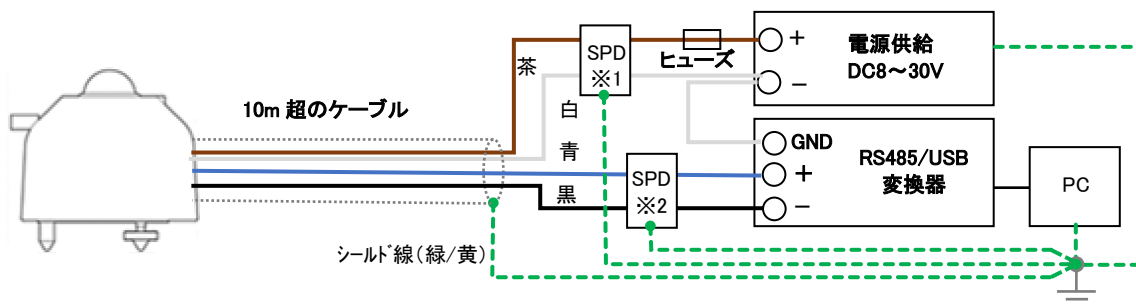 10m 超のケーブル
茶
白
青
黒
シールド線(緑/黄)
SPD
※1
ヒューズ
+
−
電源供給
DC8～30V
SPD
※2
GND
+
−
RS485/USB
変換器
PC